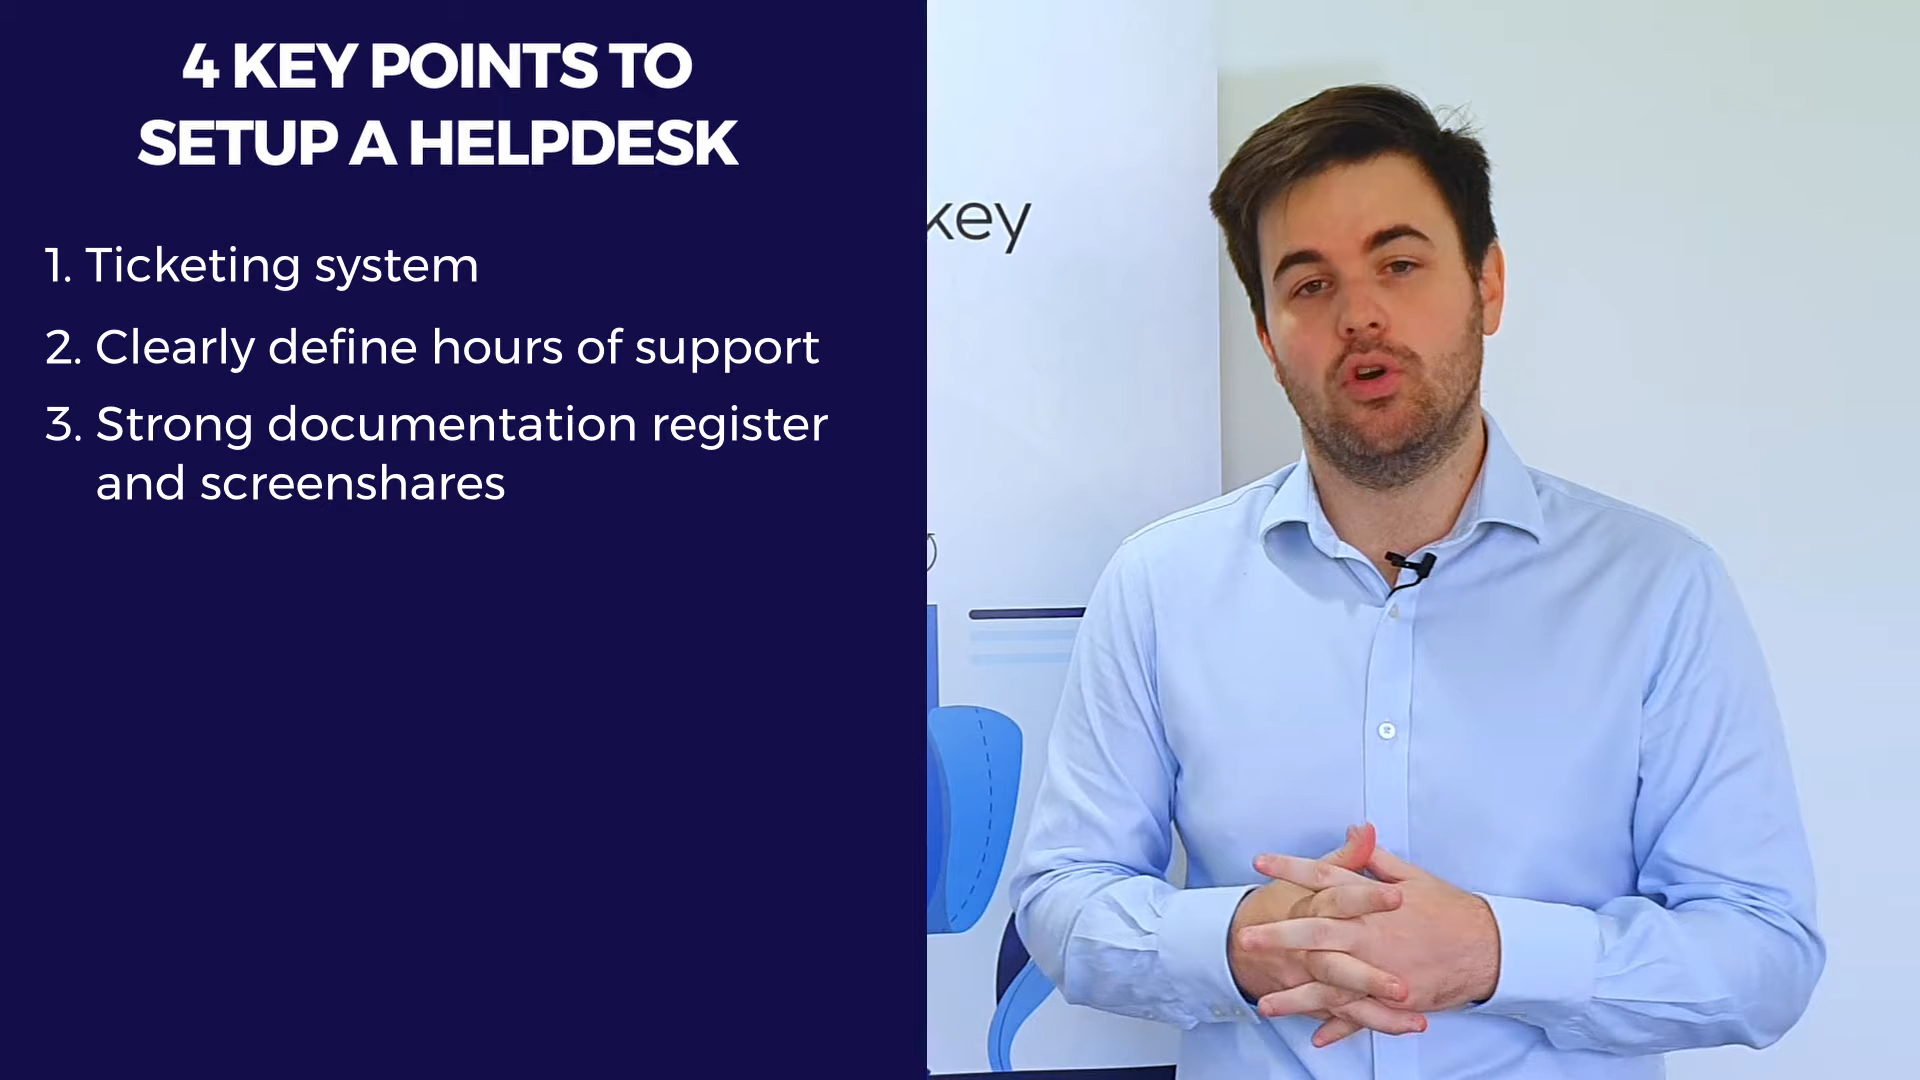 4 KEY POINTS TO
SETUP A HELPDESK
1. Ticketing system
2. Clearly define hours of support
3. Strong documentation register
and screenshares
key